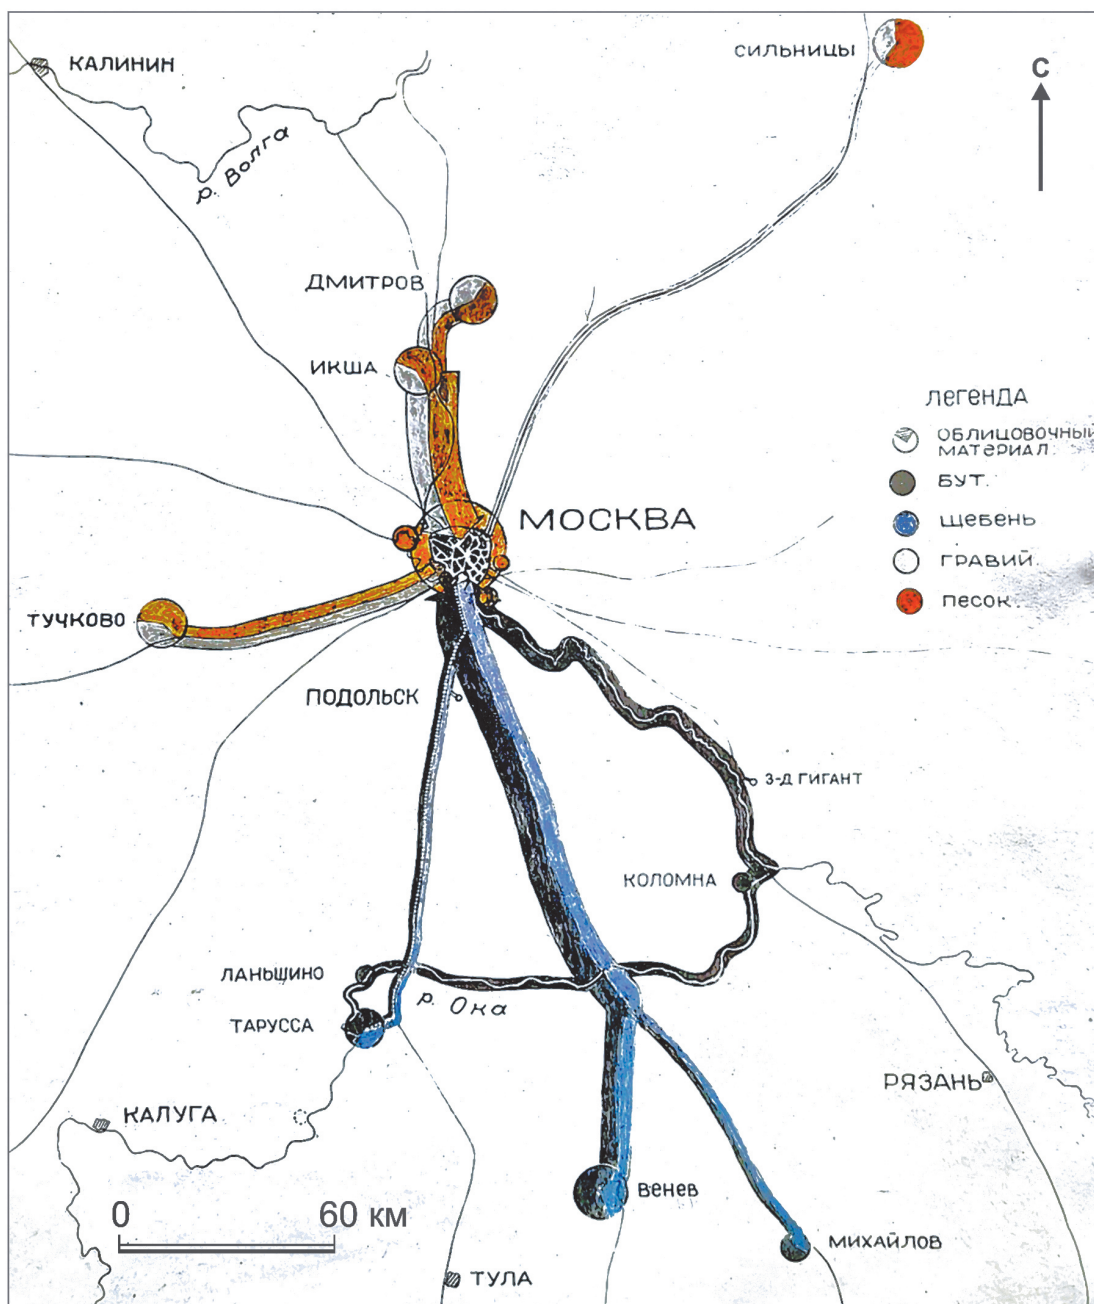 СИЛЬНИЦЫ
КАЛИНИН
С
р. Волга
ДМИТРОВ
ИКША
ЛЕГЕНДА
ОБЛИЦОВОЧНЫЙ
МАТЕРИАЛ.
БУТ.
ЩЕБЕНЬ
ГРАВИЙ.
ПЕСОК.
МОСКВА
ТУЧКОВО
ПОДОЛЬСК
З-Д ГИГАНТ
КОЛОМНА
ЛАНЬШИНО
р. Ока
ТАРУССА
РЯЗАНЬ
КАЛУГА
ВЕНЕВ
0 60 км
МИХАЙЛОВ
ТУЛА